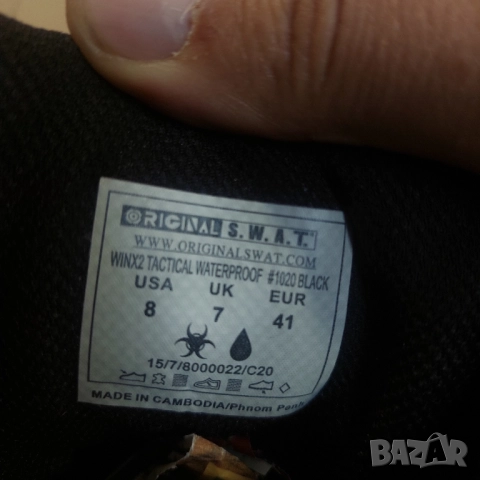 ORIGINAL S.W.A.T.
WWW.ORIGINALSWAT.COM
WINX2 TACTICAL WATERPROOF #1020 BLACK
USA UK EUR
8 7 41
15/7/8000022/C20
MADE IN CAMBODIA/Phnom Penh
BAZAR